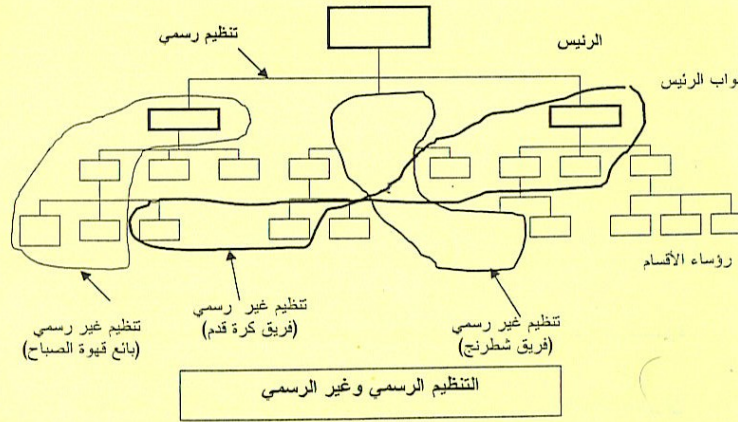 تنظيم رسمي
الرئيس
نواب الرئيس
رؤساء الأقسام
تنظيم غير رسمي
(بائع قهوة الصباح)
تنظيم غير رسمي
(فريق كرة قدم)
تنظيم غير رسمي
(فريق شطرنج)
التنظيم الرسمي وغير الرسمي